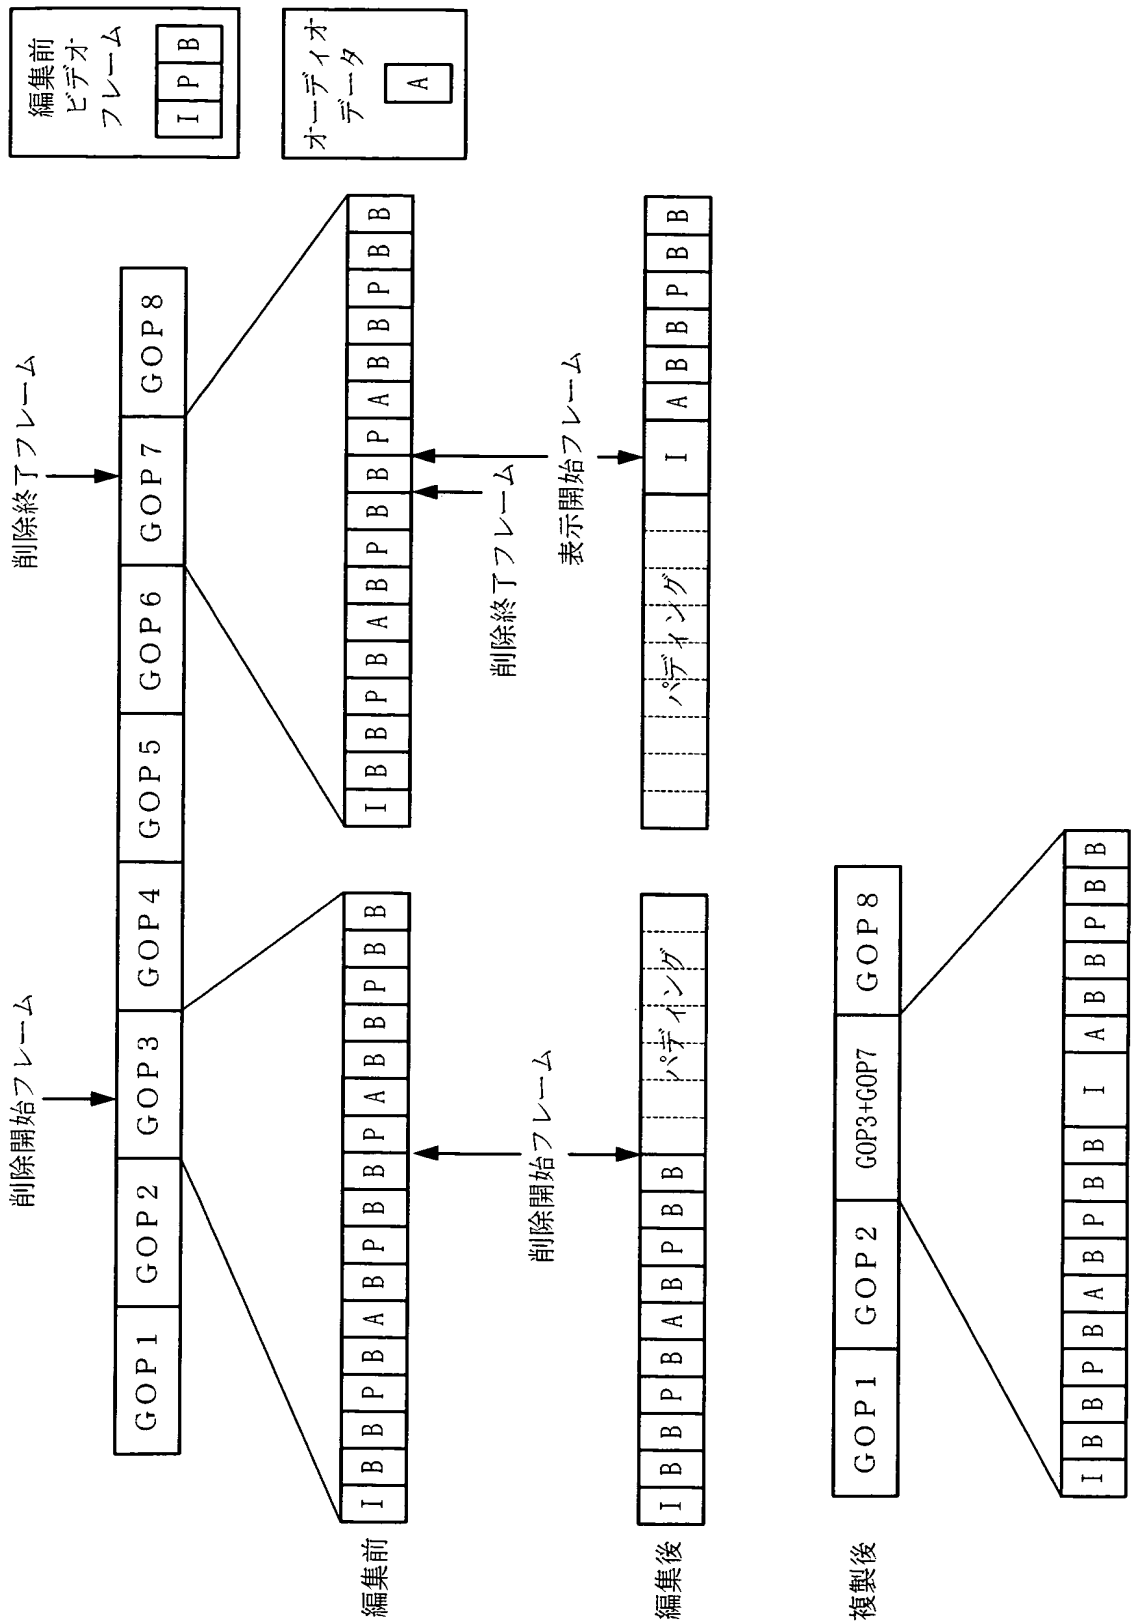 削除開始フレーム
削除終了フレーム
編集前
ビデオ
フレーム
I P B
オーディオ
データ
A
GOP1 GOP2 GOP3 GOP4 GOP5 GOP6 GOP7 GOP8
編集前
I B B P B A B P B B P A B B P B B
I B B P B A B P B B P A B B P B B
削除開始フレーム
削除終了フレーム
表示開始フレーム
編集後
I B B P B A B P B B パディング
パディング I A B B P B B
複製後
GOP1 GOP2 GOP3+GOP7 GOP8
I B B P B A B P B B I A B B P B B